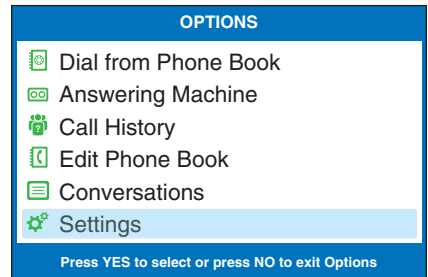 OPTIONS
Dial from Phone Book
Answering Machine
Call History
Edit Phone Book
Conversations
Settings
Press YES to select or press NO to exit Options